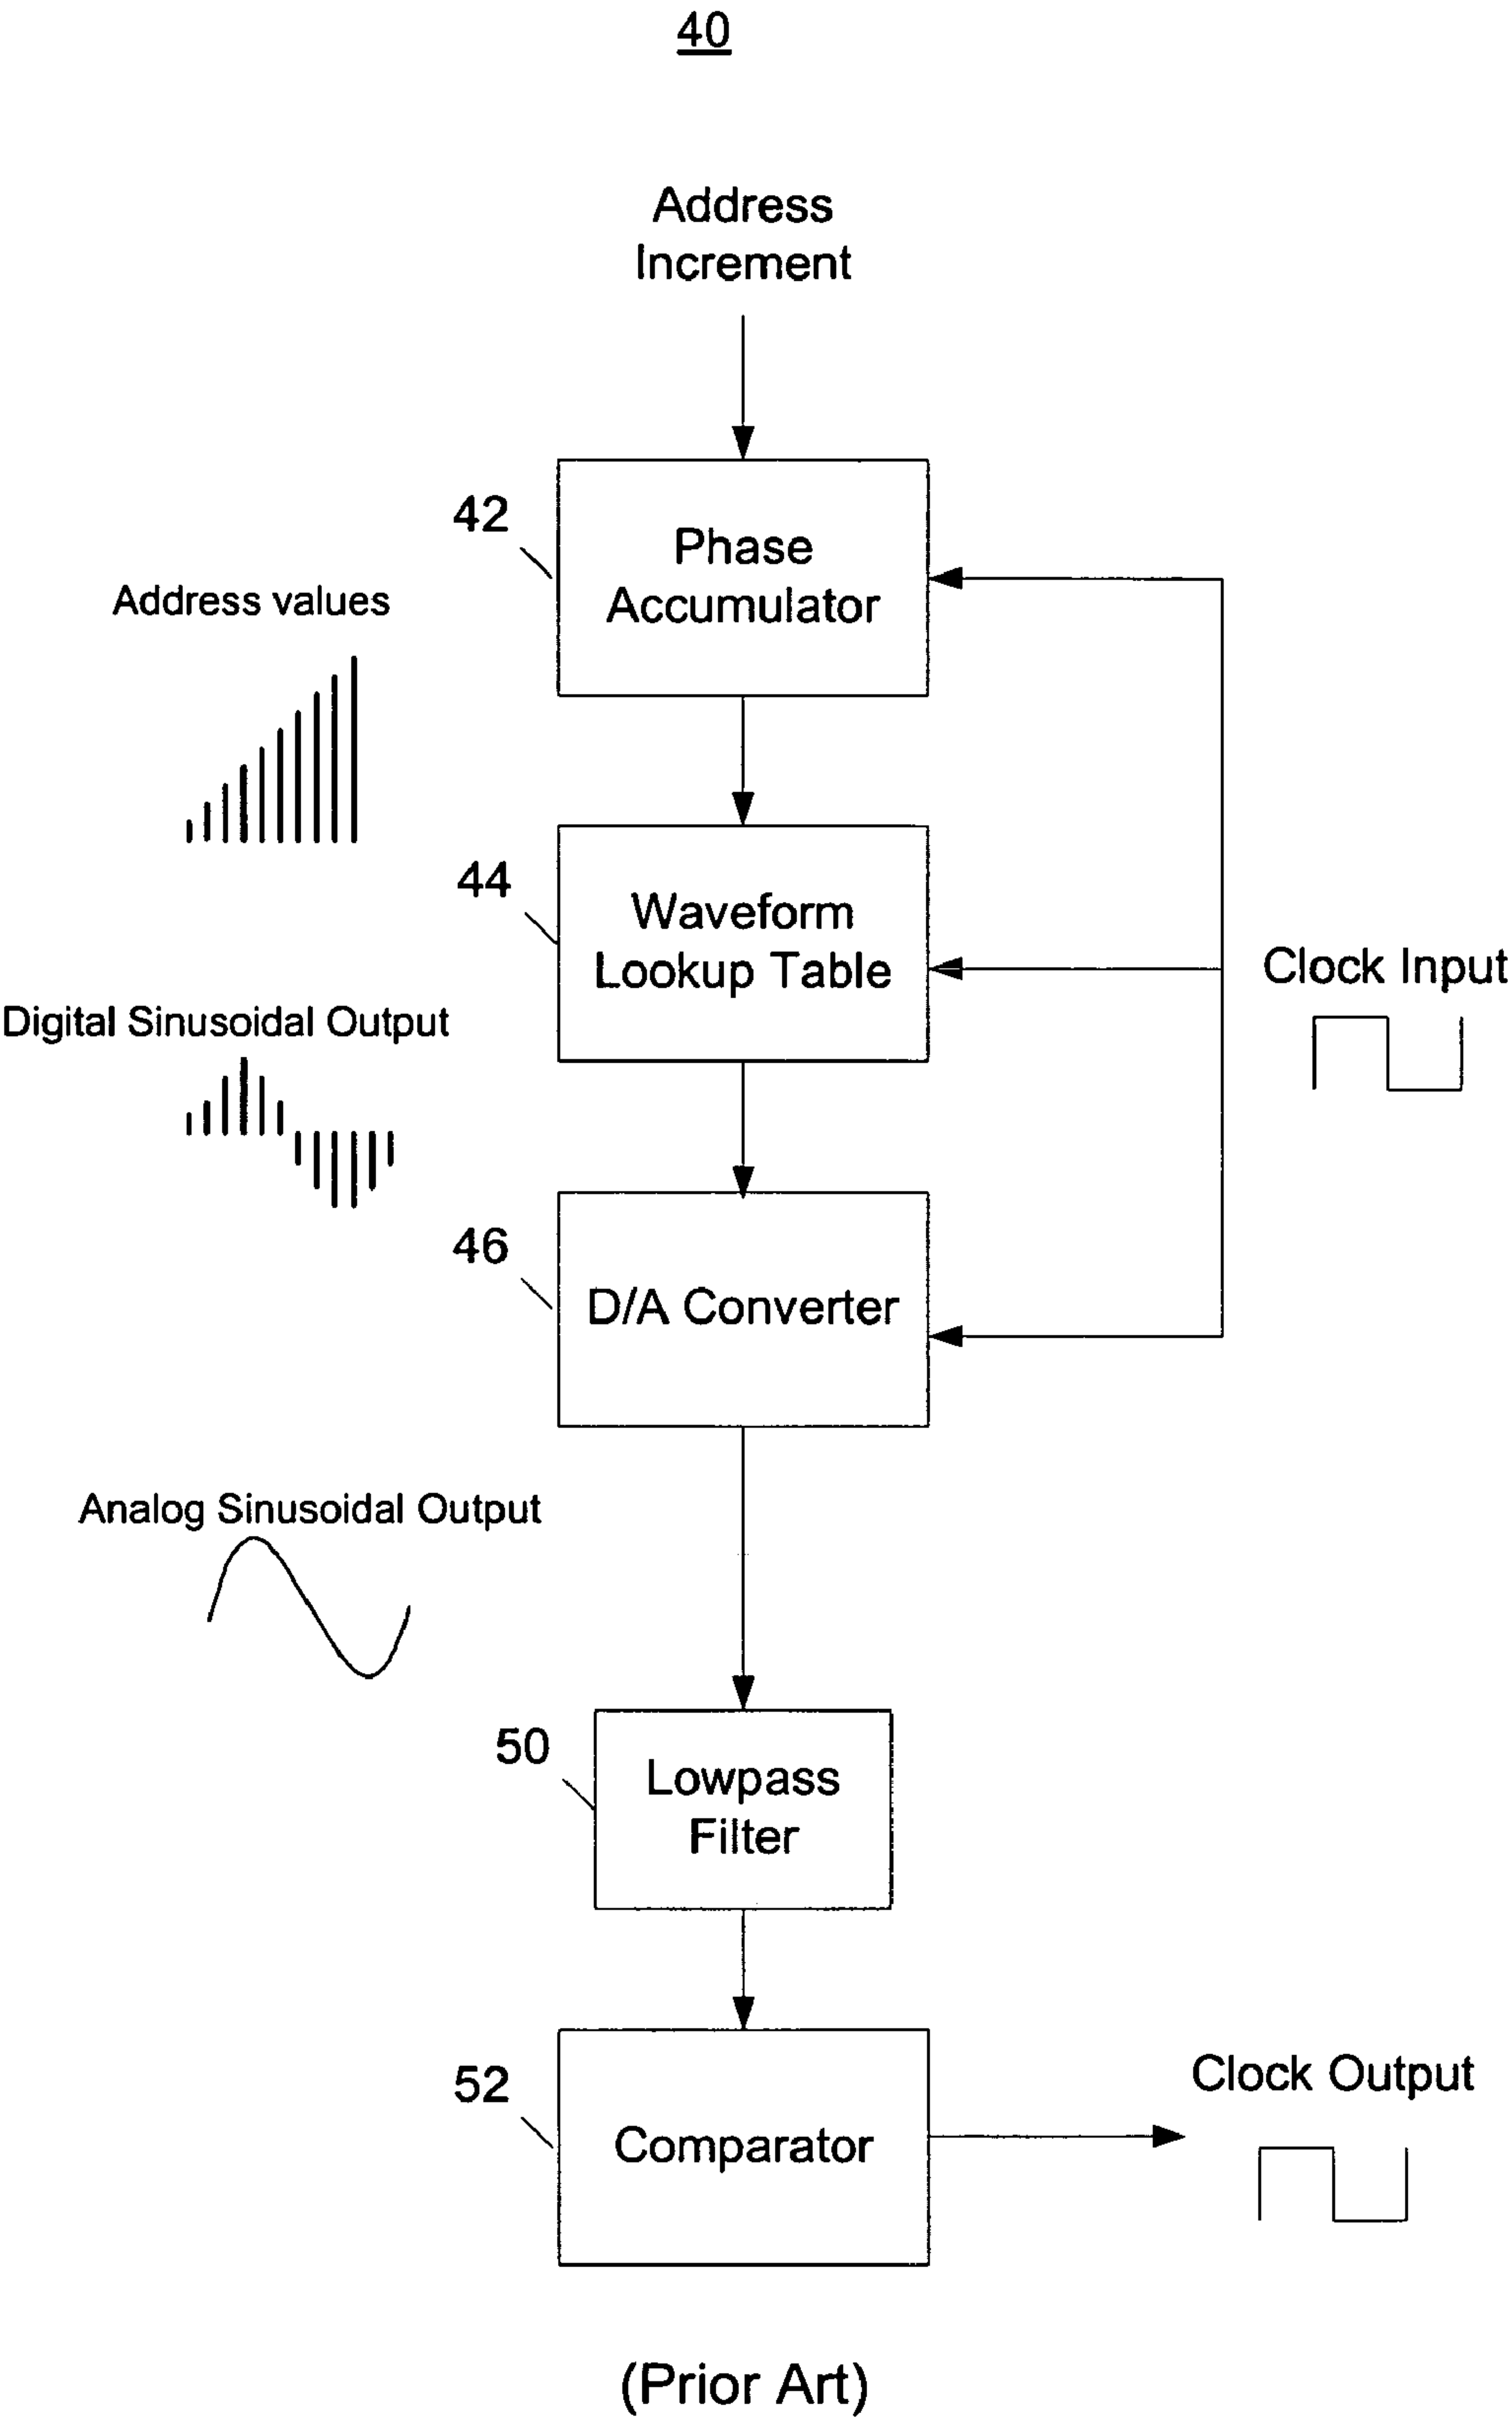 40
Address
Increment
42
Phase
Accumulator
Address values
44
Waveform
Lookup Table
Clock Input
Digital Sinusoidal Output
46
D/A Converter
Analog Sinusoidal Output
50
Lowpass
Filter
52
Comparator
Clock Output
(Prior Art)